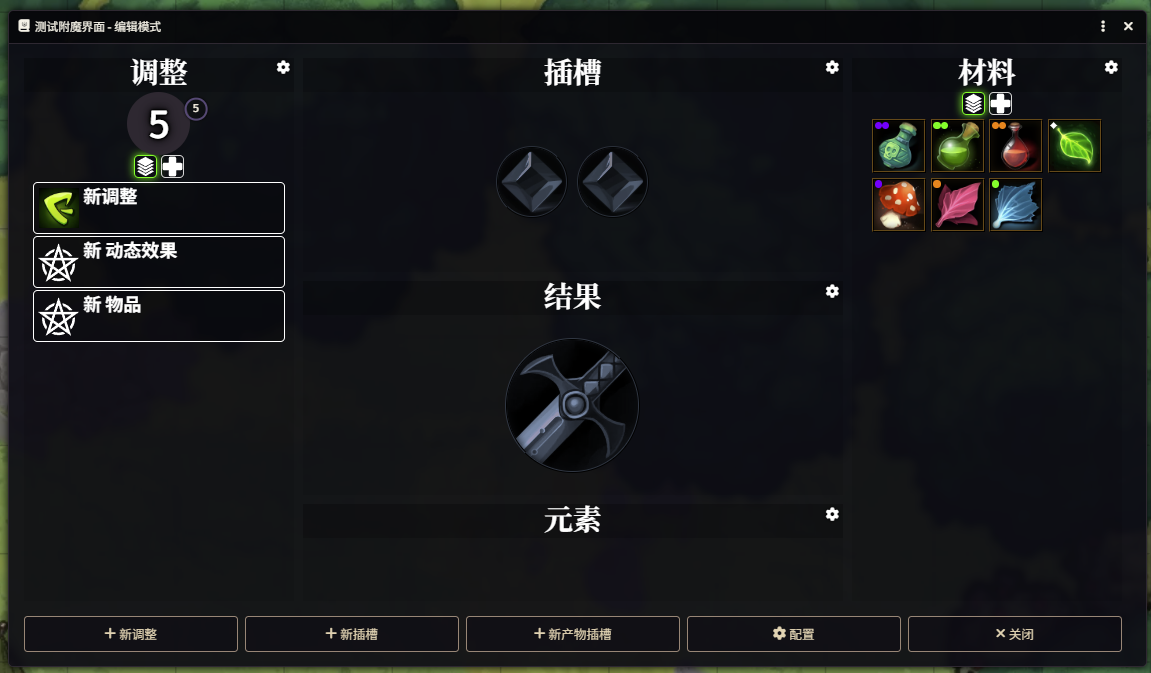 测试附魔界面 - 编辑模式
调整
5
5
新调整
新 动态效果
新 物品
插槽
结果
元素
材料
新调整
新插槽
新产物插槽
配置
关闭